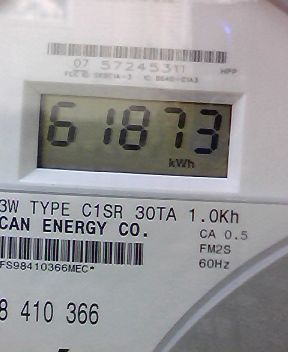 07 57245311
HPP
61873
kWh
3W TYPE C1SR 30TA 1.0Kh
CAN ENERGY CO.
CA 0.5
FM2S
FS98410366MEC*
60Hz
8 410 366